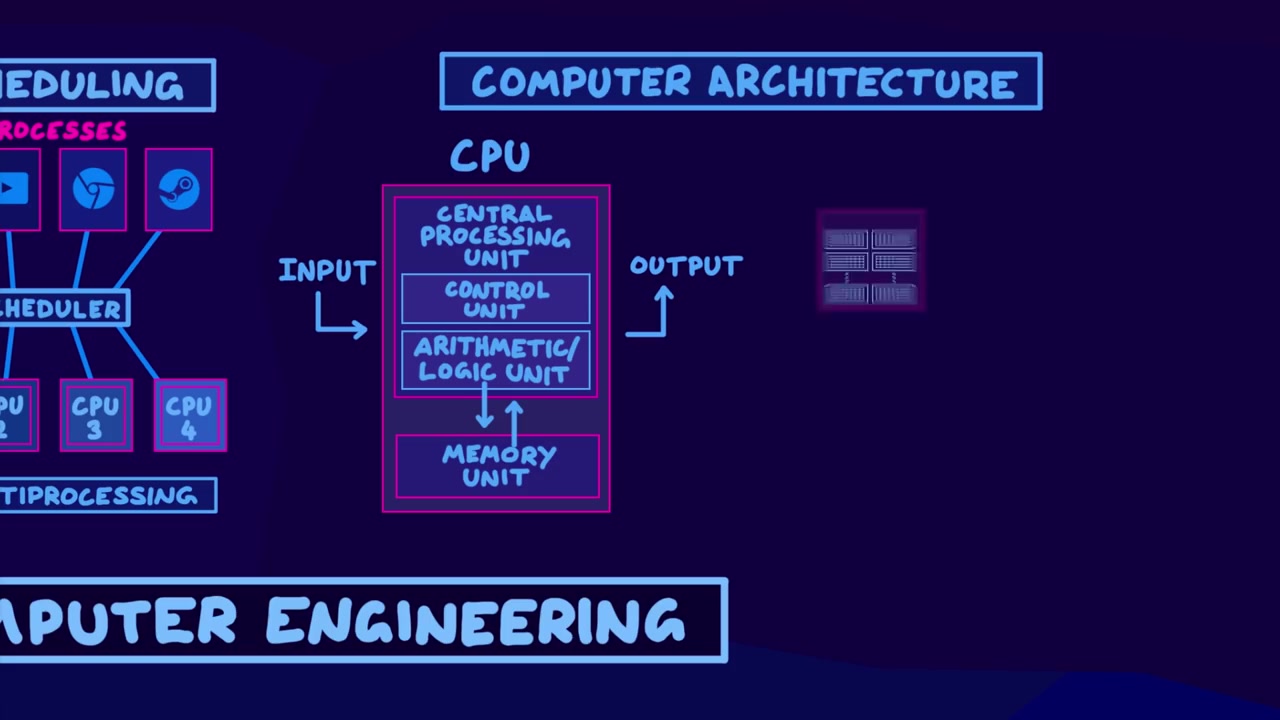 HEDULING
ROCESSES
HEDULER
PU
2
CPU
3
CPU
4
TIPROCESSING
COMPUTER ARCHITECTURE
CPU
CENTRAL
PROCESSING
UNIT
CONTROL
UNIT
ARITHMETIC/
LOGIC UNIT
MEMORY
UNIT
INPUT
OUTPUT
MPUTER ENGINEERING